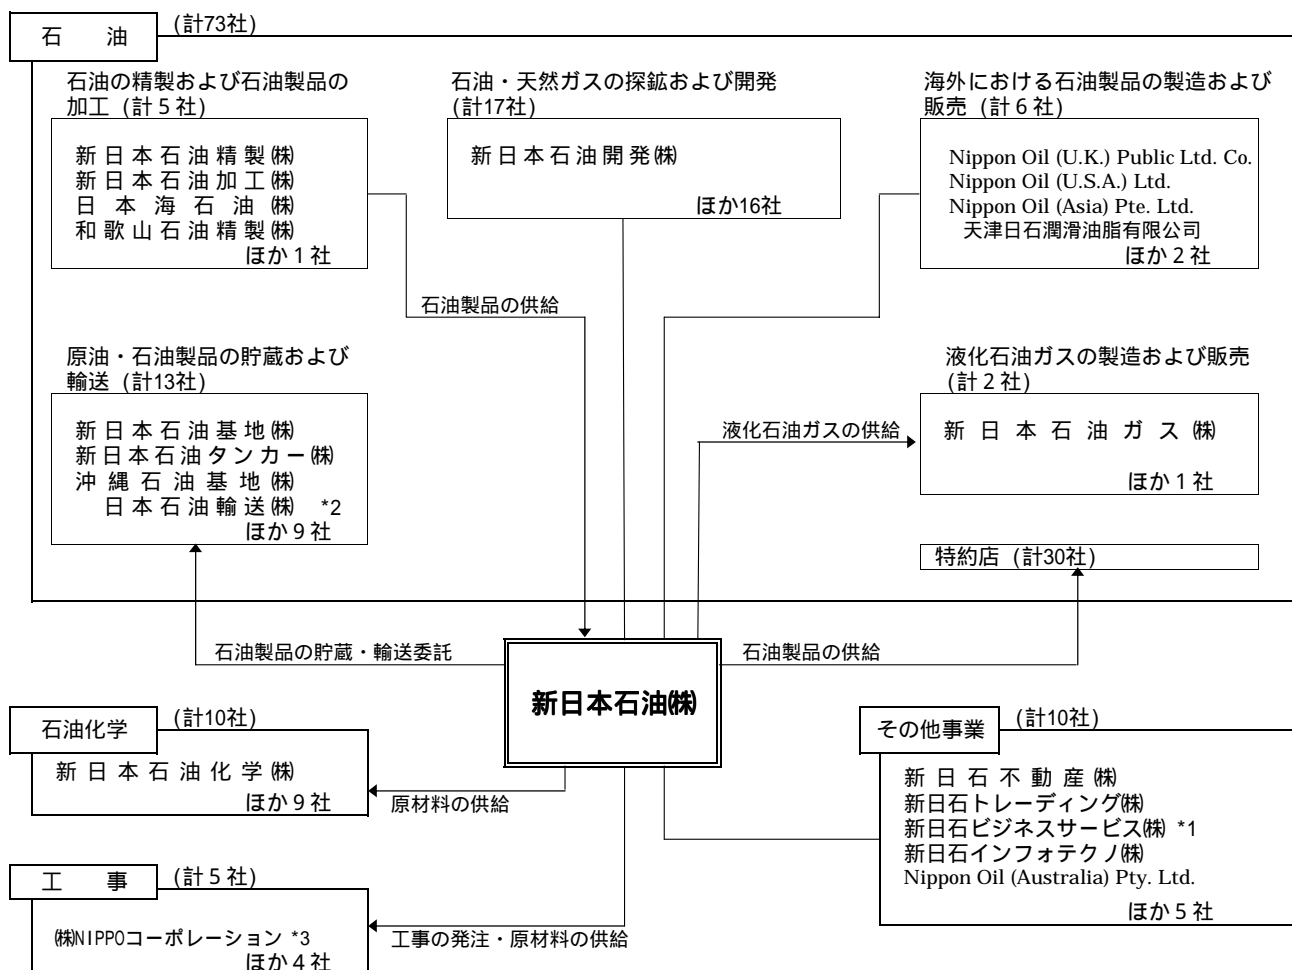 石　油
(計73社)
石油の精製および石油製品の
加工 (計５社)
新日本石油精製㈱
新日本石油加工㈱
日本海石油㈱
和歌山石油精製㈱
ほか１社
石油・天然ガスの探鉱および開発
(計17社)
新日本石油開発㈱
ほか16社
海外における石油製品の製造および
販売 (計６社)
Nippon Oil (U.K.) Public Ltd. Co.
Nippon Oil (U.S.A.) Ltd.
Nippon Oil (Asia) Pte. Ltd.
天津日石潤滑油脂有限公司
ほか２社
石油製品の供給
原油・石油製品の貯蔵および
輸送 (計13社)
新日本石油基地㈱
新日本石油タンカー㈱
沖縄石油基地㈱
日本石油輸送㈱ *2
ほか９社
液化石油ガスの製造および販売
(計２社)
液化石油ガスの供給
新日本石油ガス㈱
ほか１社
特約店 (計30社)
石油製品の貯蔵・輸送委託
石油製品の供給
新日本石油㈱
石油化学
(計10社)
新日本石油化学㈱
ほか９社
原材料の供給
その他事業
(計10社)
新日石不動産㈱
新日石トレーディング㈱
新日石ビジネスサービス㈱ *1
新日石インフォテクノ㈱
Nippon Oil (Australia) Pty. Ltd.
ほか５社
工　事
(計５社)
㈱NIPPOコーポレーション *3
ほか４社
工事の発注・原材料の供給